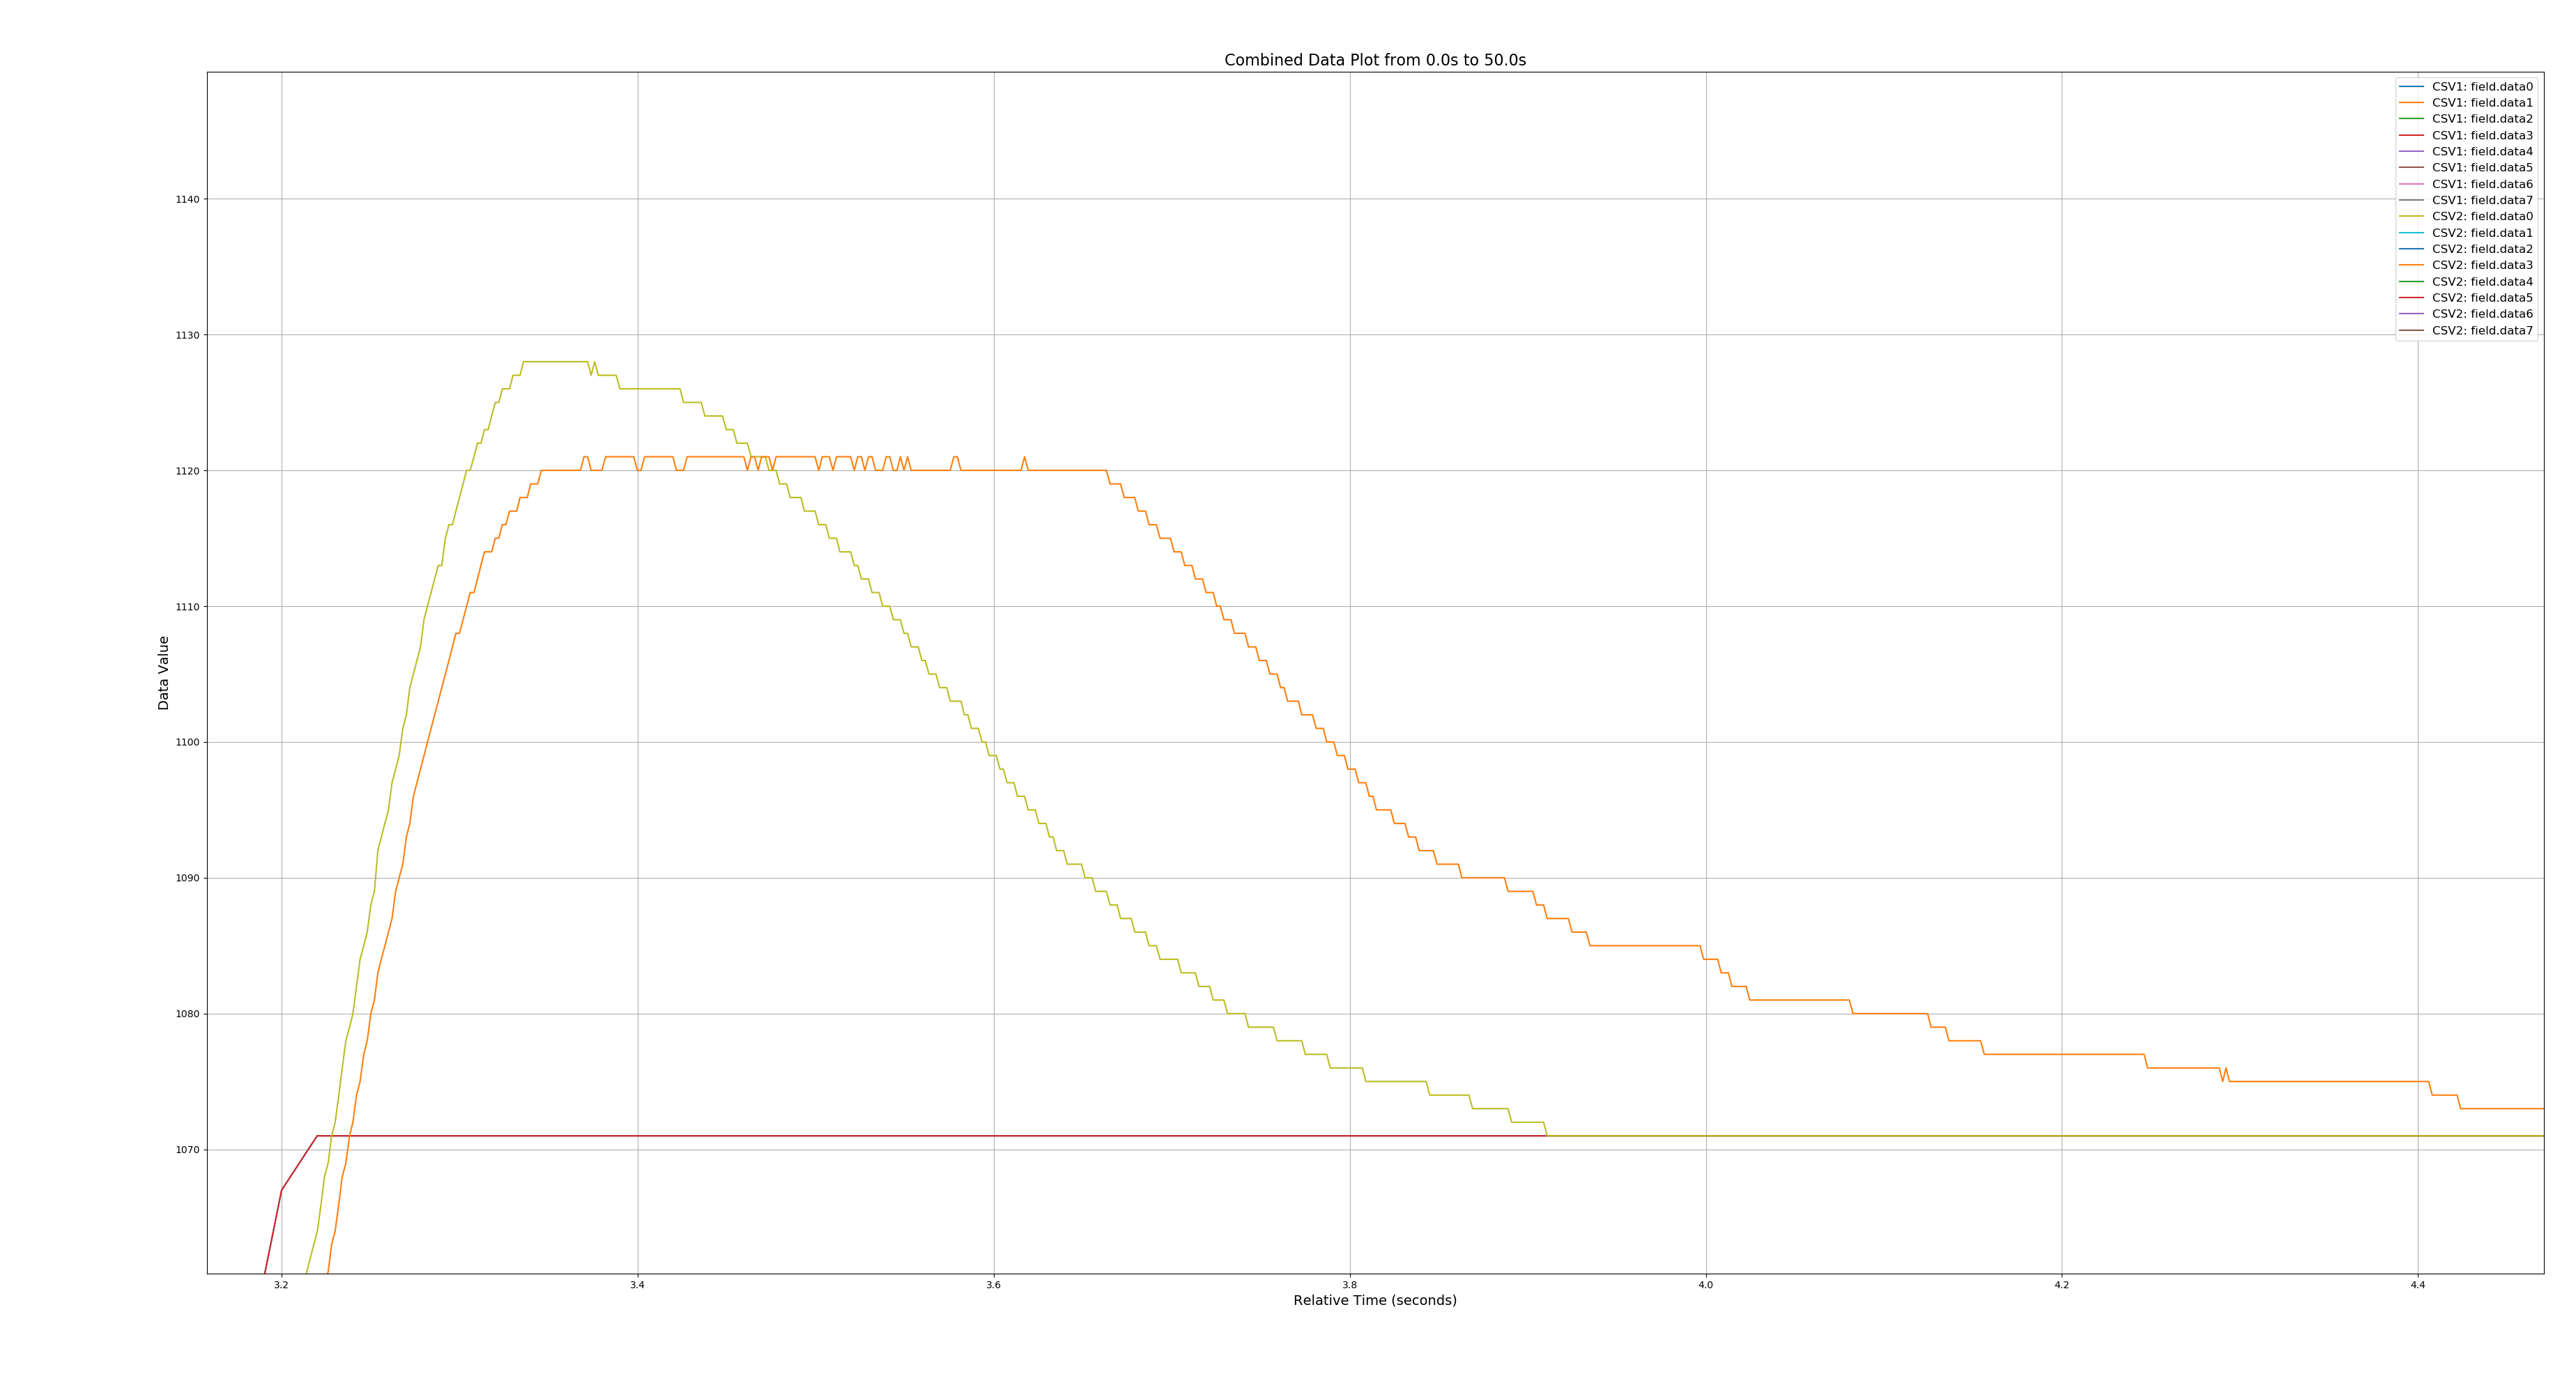 Combined Data Plot from 0.0s to 50.0s
CSV1: field.data0
CSV1: field.data1
CSV1: field.data2
CSV1: field.data3
CSV1: field.data4
CSV1: field.data5
CSV1: field.data6
CSV1: field.data7
CSV2: field.data0
CSV2: field.data1
CSV2: field.data2
CSV2: field.data3
CSV2: field.data4
CSV2: field.data5
CSV2: field.data6
CSV2: field.data7
1140
1130
1120
1110
1100
1090
1080
1070
Data Value
3.2 3.4 3.6 3.8 4.0 4.2 4.4
Relative Time (seconds)